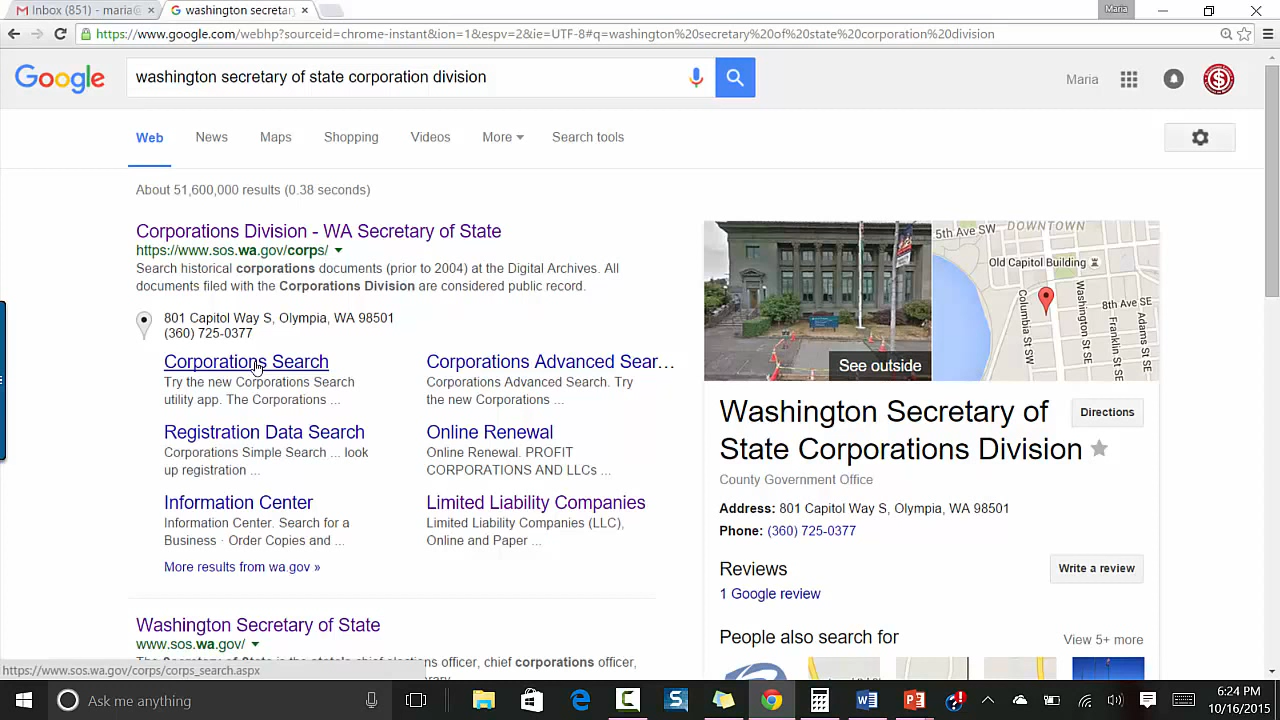 Inbox (851) - maria@
washington secretary
Maria
https://www.google.com/webhp?sourceid=chrome-instant&ion=1&espv=2&ie=UTF-8#q=washington%20secretary%20of%20state%20corporation%20division
Google
washington secretary of state corporation division
Maria
Web News Maps Shopping Videos More Search tools
About 51,600,000 results (0.38 seconds)
Corporations Division - WA Secretary of State
https://www.sos.wa.gov/corps/
Search historical corporations documents (prior to 2004) at the Digital Archives. All
documents filed with the Corporations Division are considered public record.
801 Capitol Way S, Olympia, WA 98501
(360) 725-0377
Corporations Search
Try the new Corporations Search
utility app. The Corporations ...
Corporations Advanced Sear...
Corporations Advanced Search. Try
the new Corporations ...
Registration Data Search
Corporations Simple Search ... look
up registration ...
Online Renewal
Online Renewal. PROFIT
CORPORATIONS AND LLCs ...
Information Center
Information Center. Search for a
Business · Order Copies and ...
Limited Liability Companies
Limited Liability Companies (LLC),
Online and Paper ...
More results from wa.gov »
Washington Secretary of State
www.sos.wa.gov/
The Secretary of State is the state's chief elections officer, chief corporations officer,
https://www.sos.wa.gov/corps/corps_search.aspx
See outside
DOWNTOWN
5th Ave SW
Old Capitol Building
8th Ave SE
Columbia St SW
Washington St SE
Franklin St SE
Adams St SE
Washington Secretary of
State Corporations Division
Directions
County Government Office
Address: 801 Capitol Way S, Olympia, WA 98501
Phone: (360) 725-0377
Reviews
Write a review
1 Google review
People also search for
View 5+ more
Ask me anything
6:24 PM
10/16/2015